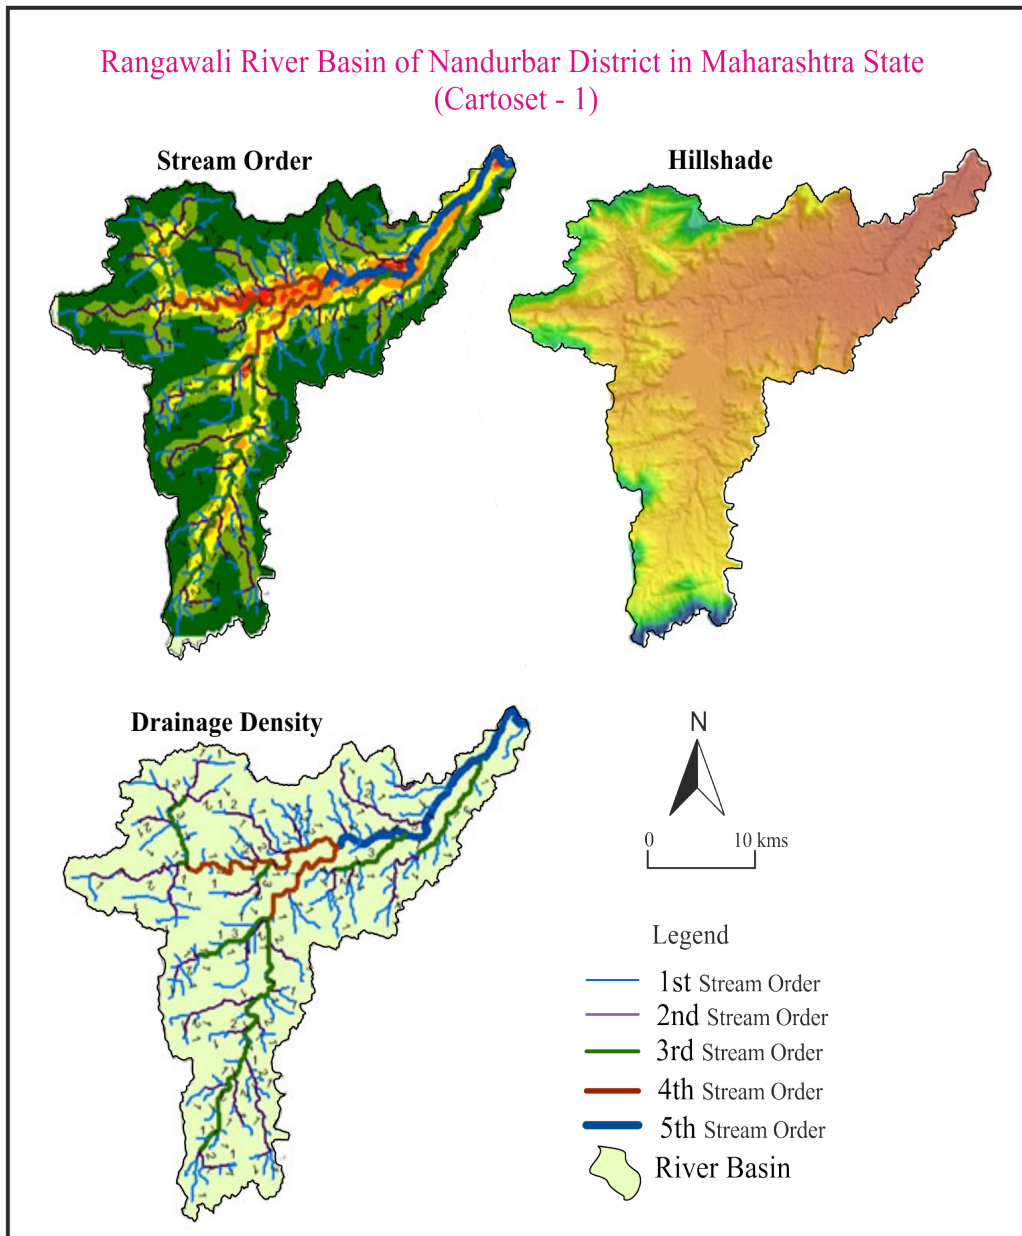 Rangawali River Basin of Nandurbar District in Maharashtra State
(Cartoset - 1)
Stream Order
Hillshade
Drainage Density
N
0 10 kms
Legend
1st Stream Order
2nd Stream Order
3rd Stream Order
4th Stream Order
5th Stream Order
River Basin